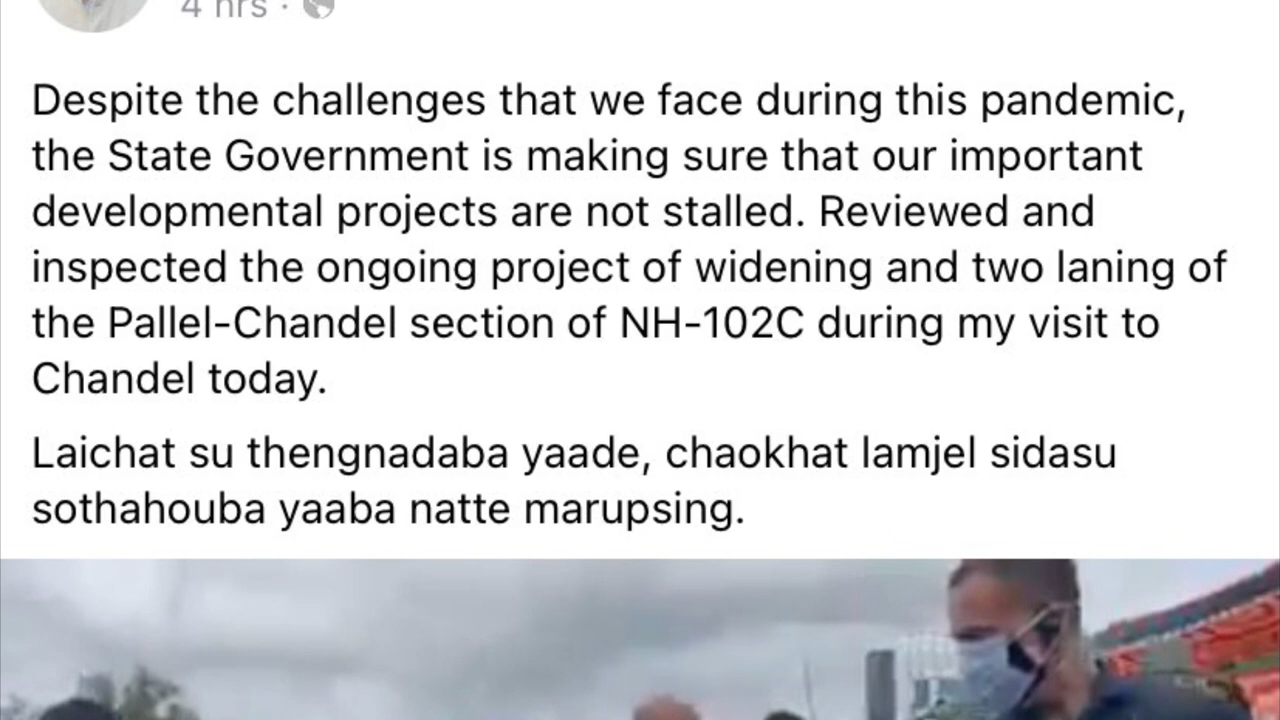 4 hrs ·
Despite the challenges that we face during this pandemic,
the State Government is making sure that our important
developmental projects are not stalled. Reviewed and
inspected the ongoing project of widening and two laning of
the Pallel-Chandel section of NH-102C during my visit to
Chandel today.
Laichat su thengnadaba yaade, chaokhat lamjel sidasu
sothahouba yaaba natte marupsing.